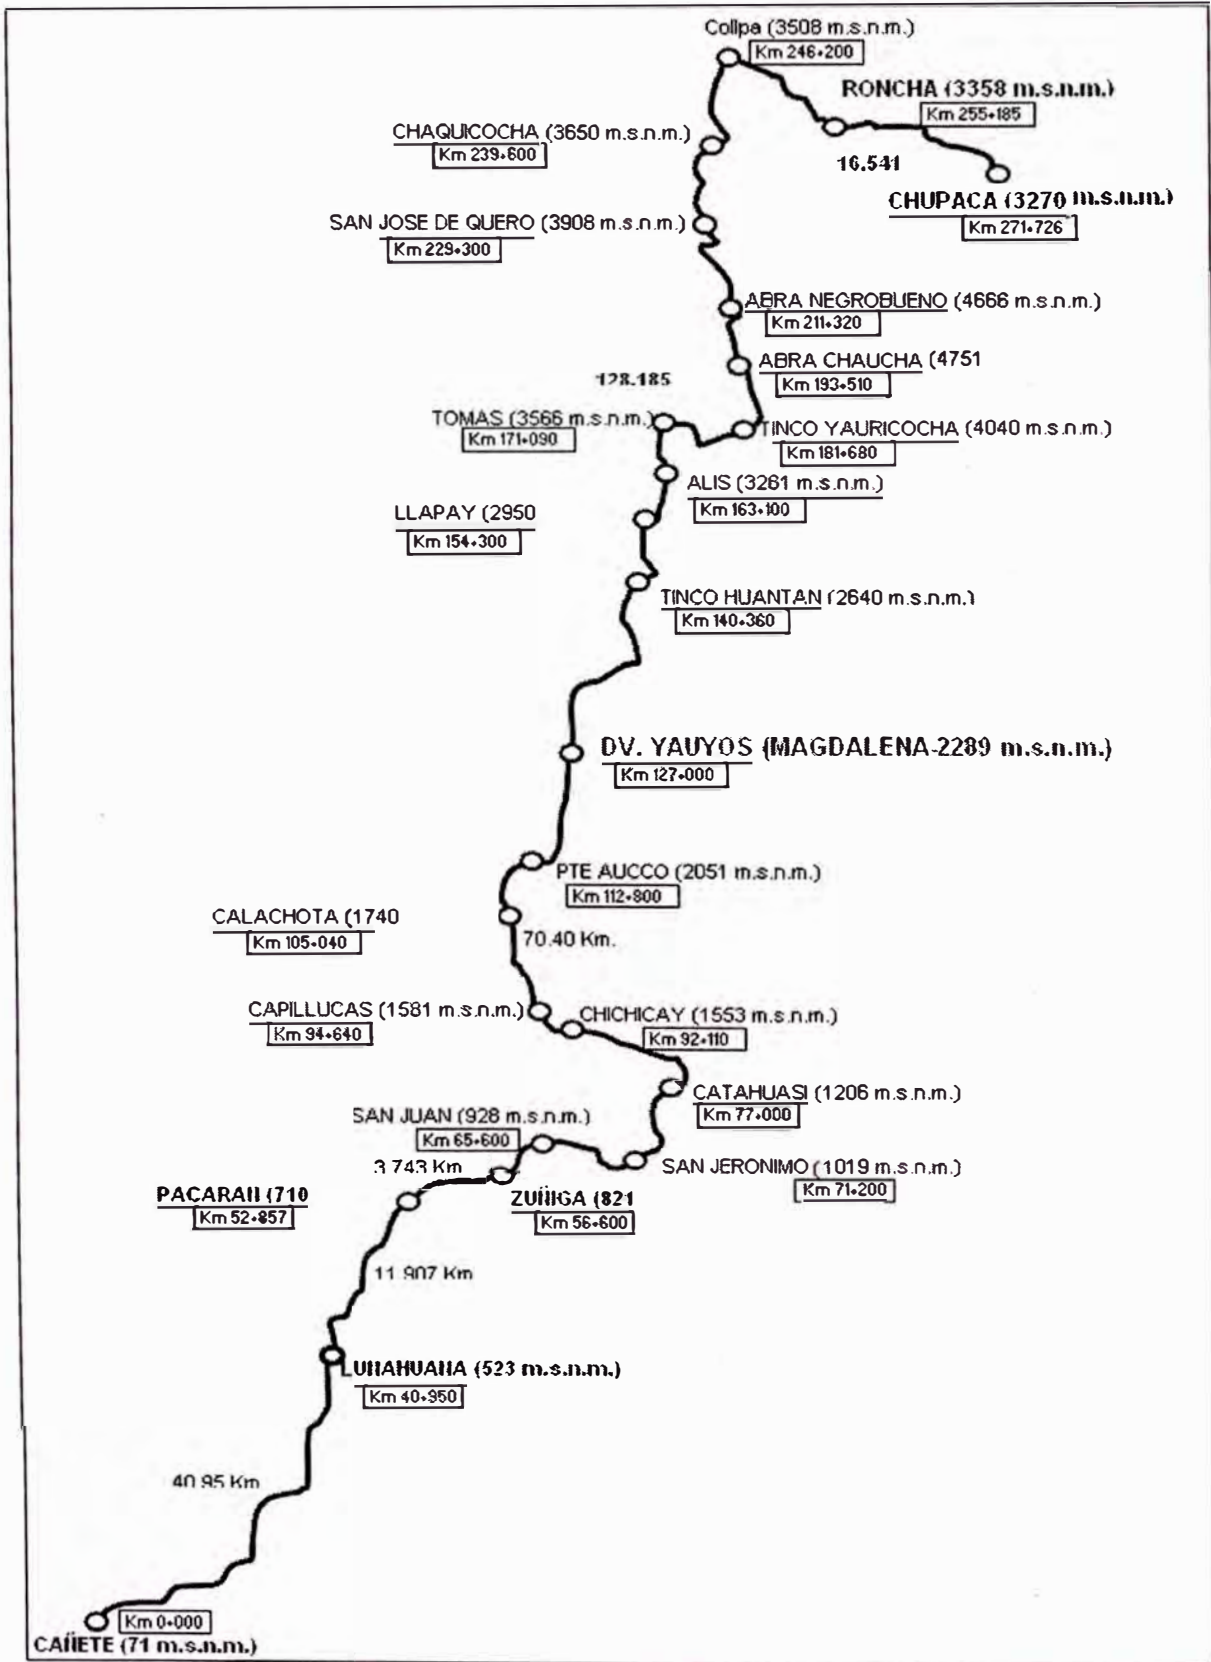 Collpa (3508 m.s.n.m.)
Km 246+200
RONCHA (3358 m.s.n.m.)
Km 255+185
CHAQUICOCHA (3650 m.s.n.m.)
Km 239+600
16.541
CHUPACA (3270 m.s.n.m.)
Km 271+726
SAN JOSE DE QUERO (3908 m.s.n.m.)
Km 229+300
ABRA NEGROBUENO (4666 m.s.n.m.)
Km 211+320
ABRA CHAUCHA (4751
Km 193+510
128.185
TOMAS (3566 m.s.n.m.)
Km 171+090
TINCO YAURICOCHA (4040 m.s.n.m.)
Km 181+680
ALIS (3261 m.s.n.m.)
Km 163+100
LLAPAY (2950
Km 154+300
TINCO HUANTAN (2640 m.s.n.m.)
Km 140+360
DV. YAUYOS (MAGDALENA-2289 m.s.n.m.)
Km 127+000
PTE AUCCO (2051 m.s.n.m.)
Km 112+800
CALACHOTA (1740
Km 105+040
70.40 Km.
CAPILLUCAS (1581 m.s.n.m.)
Km 94+640
CHICHICAY (1553 m.s.n.m.)
Km 92+110
CATAHUASI (1206 m.s.n.m.)
Km 77+000
SAN JUAN (928 m.s.n.m.)
Km 65+600
SAN JERONIMO (1019 m.s.n.m.)
Km 71+200
3.743 Km
PACARAN (710
Km 52+857
ZUÑIGA (821
Km 56+600
11.907 Km
LUNAHUANA (523 m.s.n.m.)
Km 40+950
40.95 Km
Km 0+000
CAÑETE (71 m.s.n.m.)